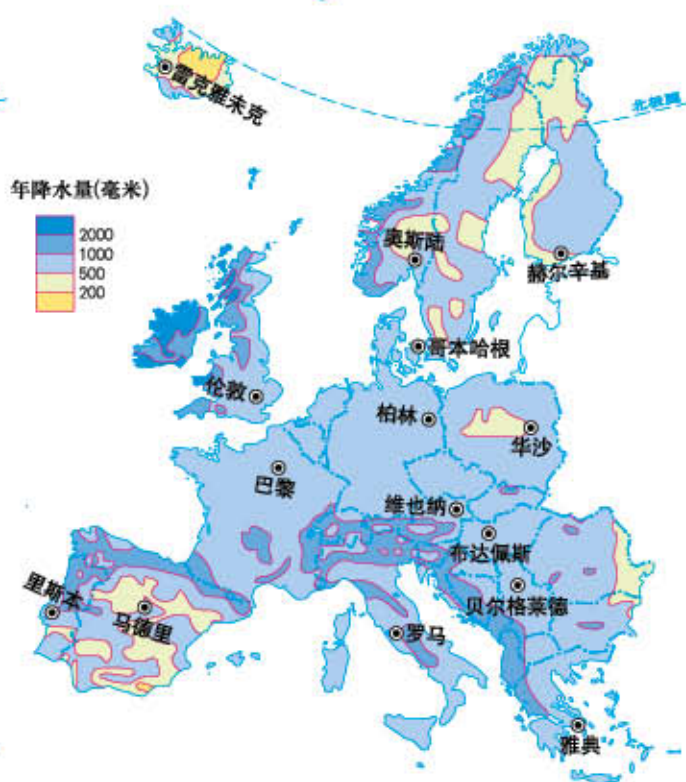 雷克雅未克
北极圈
年降水量(毫米)
2000
1000
500
200
奥斯陆
赫尔辛基
哥本哈根
伦敦
柏林
华沙
巴黎
维也纳
布达佩斯
里斯本
马德里
贝尔格莱德
罗马
雅典